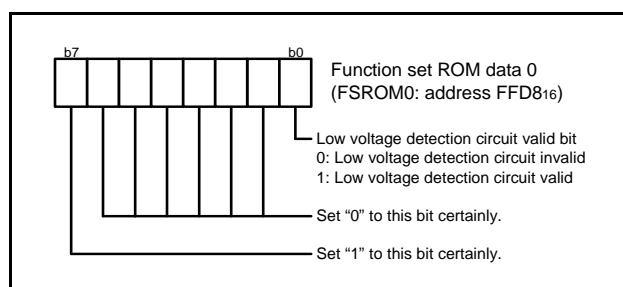 b7 b0
Function set ROM data 0
(FSROM0: address FFD816)
Low voltage detection circuit valid bit
0: Low voltage detection circuit invalid
1: Low voltage detection circuit valid
Set “0” to this bit certainly.
Set “1” to this bit certainly.